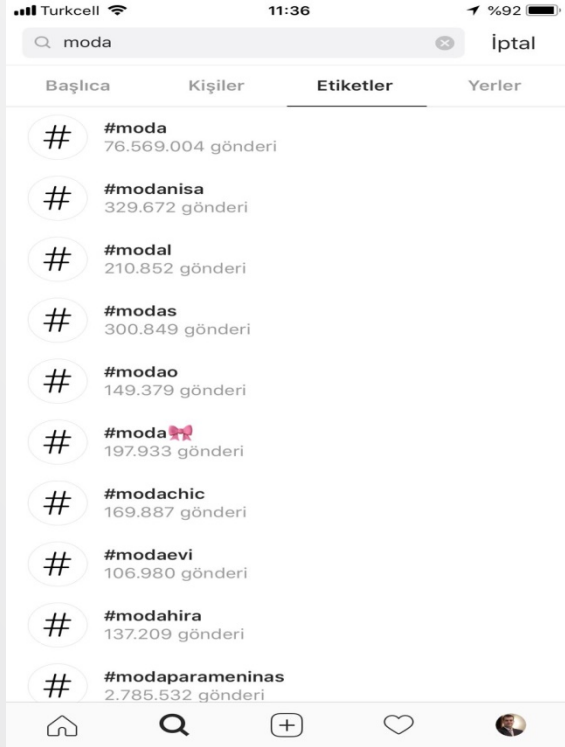 Turkcell 11:36 %92
moda İptal
Başlıca Kişiler Etiketler Yerler
#moda
76.569.004 gönderi
#modanisa
329.672 gönderi
#modal
210.852 gönderi
#modas
300.849 gönderi
#modao
149.379 gönderi
#moda🎀
197.933 gönderi
#modachic
169.887 gönderi
#modaevi
106.980 gönderi
#modahira
137.209 gönderi
#modaparameninas
2.785.532 gönderi